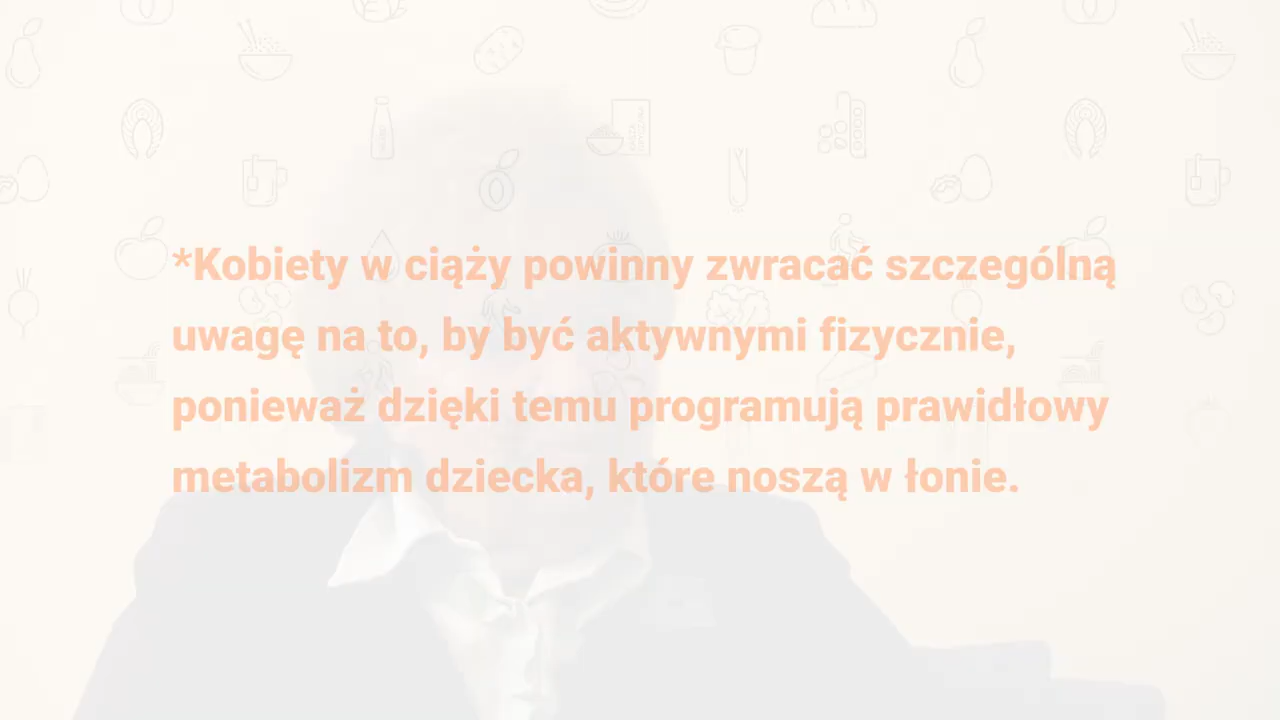 *Kobiety w ciąży powinny zwracać szczególną
uwagę na to, by być aktywnymi fizycznie,
ponieważ dzięki temu programują prawidłowy
metabolizm dziecka, które noszą w łonie.